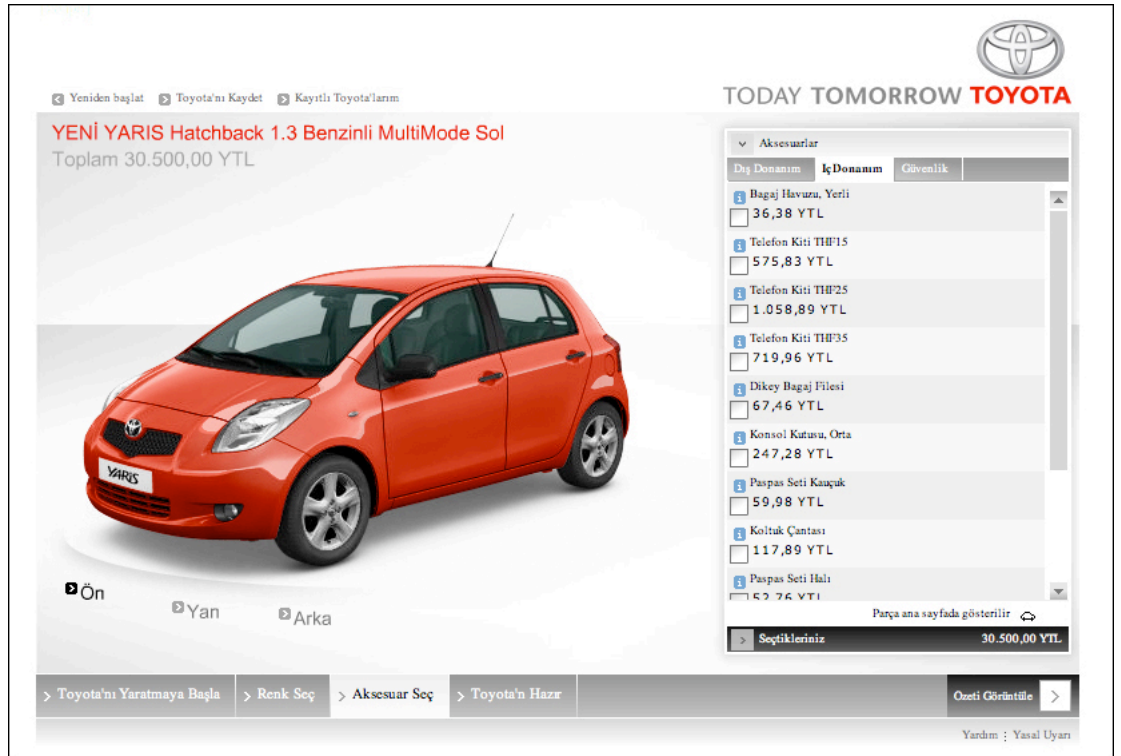 Yeniden başlat Toyota'nı Kaydet Kayıtlı Toyota'larım
TODAY TOMORROW TOYOTA
YENİ YARIS Hatchback 1.3 Benzinli MultiMode Sol
Toplam 30.500,00 YTL
YARIS
Ön
Yan
Arka
Aksesuarlar
Dış Donanım İç Donanım Güvenlik
Bagaj Havuzu, Yerli
36,38 YTL
Telefon Kiti THF15
575,83 YTL
Telefon Kiti THF25
1.058,89 YTL
Telefon Kiti THF35
719,96 YTL
Dikey Bagaj Filesi
67,46 YTL
Konsol Kutusu, Orta
247,28 YTL
Paspas Seti Kauçuk
59,98 YTL
Koltuk Çantası
117,89 YTL
Paspas Seti Halı
52,76 YTL
Parça ana sayfada gösterilir
Seçtikleriniz 30.500,00 YTL
Toyota'nı Yaratmaya Başla Renk Seç Aksesuar Seç Toyota'n Hazır
Özeti Görüntüle
Yardım : Yasal Uyarı